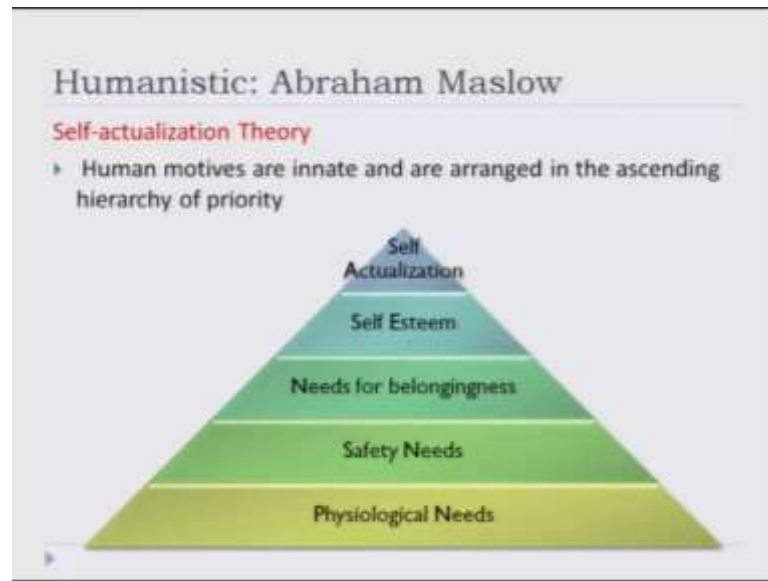 Humanistic: Abraham Maslow
Self-actualization Theory
Human motives are innate and are arranged in the ascending
hierarchy of priority
Self
Actualization
Self Esteem
Needs for belongingness
Safety Needs
Physiological Needs